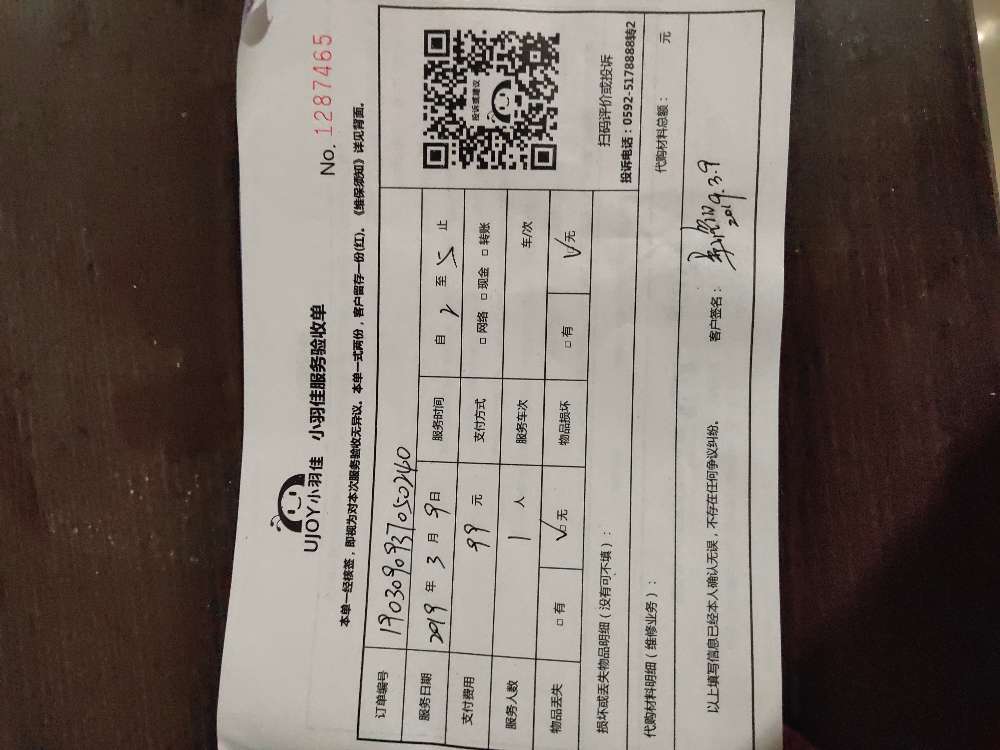 No. 1287465
UJOY小羽佳 小羽佳服务验收单
本单一经核签，即视为对本次服务验收无异议。本单一式两份，客户留存一份(红)。《维保须知》详见背面。
订单编号 1903090937050240
服务日期 2019 年 3 月 9 日 服务时间 自 2 至 5 止
支付费用 99 元 支付方式 □ 网络 □ 现金 □ 转账
服务人数 1 人 服务车次 车/次
物品丢失 □ 有 ☑ 无 物品损坏 □ 有 ☑ 无
投诉或建议
扫码评价或投诉
投诉电话：0592-5178888转2
损坏或丢失物品明细（没有可不填）：
代购材料明细（维修业务）： 代购材料总额： 元
以上填写信息已经本人确认无误，不存在任何争议纠纷。 客户签名：
2019.3.9